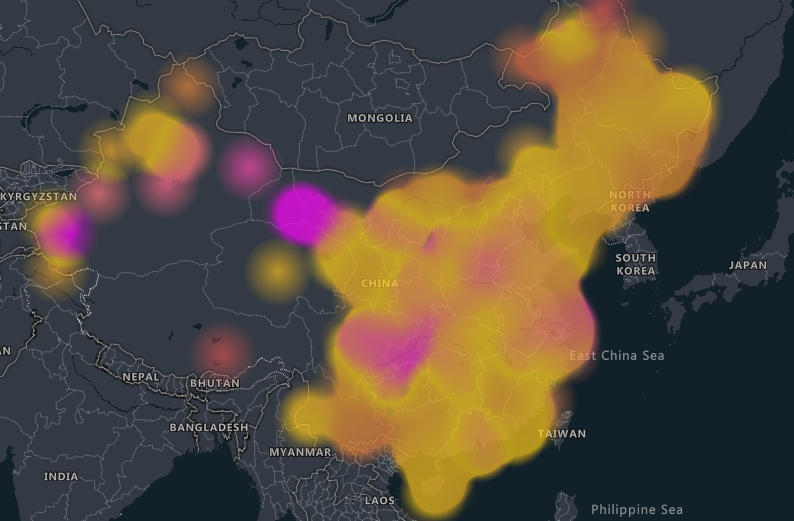 MONGOLIA
KYRGYZSTAN
STAN
NORTH
KOREA
SOUTH
KOREA
JAPAN
CHINA
AN
East China Sea
NEPAL
BHUTAN
BANGLADESH
TAIWAN
MYANMAR
INDIA
LAOS
Philippine Sea